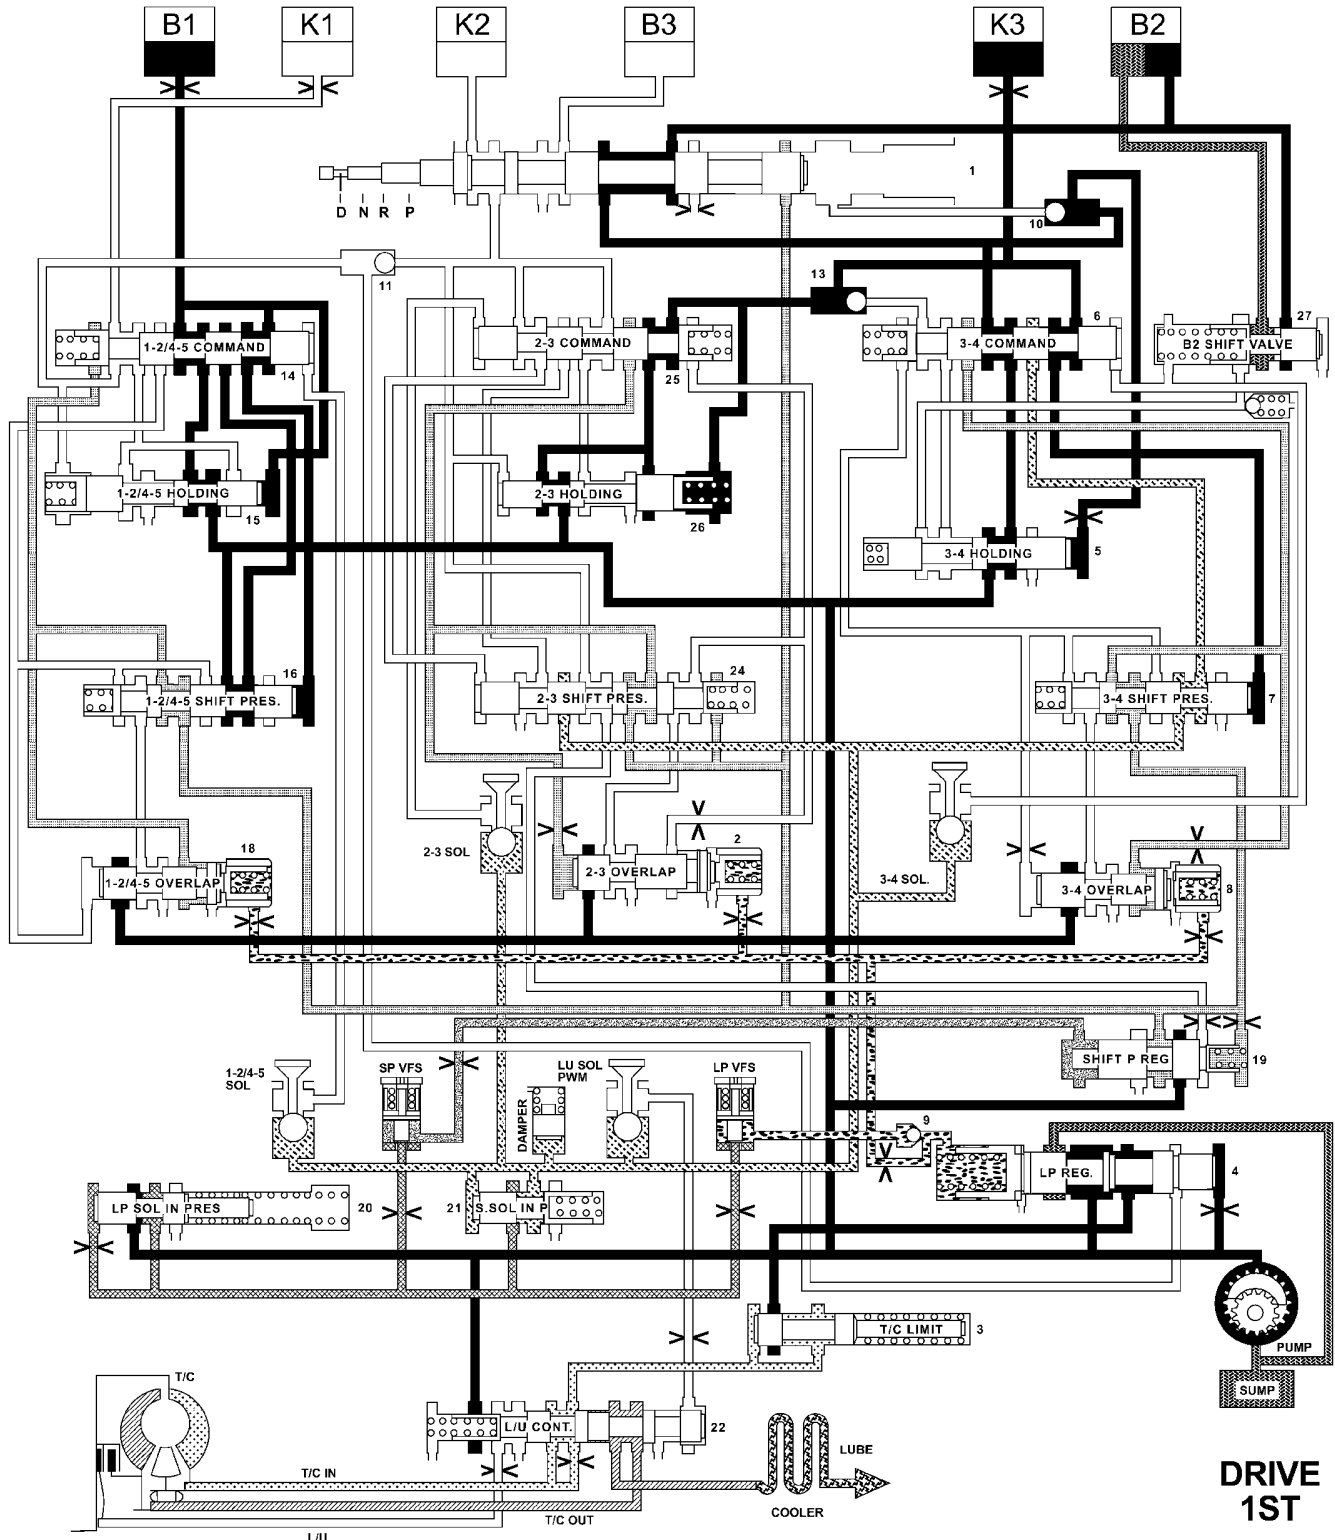 B1
K1
K2
B3
K3
B2
1
D N R P
10
11
13
6
27
1-2/4-5 COMMAND
2-3 COMMAND
3-4 COMMAND
B2 SHIFT VALVE
14
25
1-2/4-5 HOLDING
2-3 HOLDING
15
26
3-4 HOLDING
5
16
24
1-2/4-5 SHIFT PRES.
2-3 SHIFT PRES.
3-4 SHIFT PRES.
7
2-3 SOL
18
2
3-4 SOL.
1-2/4-5 OVERLAP
2-3 OVERLAP
3-4 OVERLAP
8
SHIFT P REG
19
1-2/4-5
SOL
SP VFS
LU SOL
PWM
LP VFS
DAMPER
9
LP REG.
4
LP SOL IN PRES
20
21
S.SOL IN P
T/C LIMIT
3
PUMP
SUMP
T/C
L/U CONT.
22
LUBE
T/C IN
COOLER
T/C OUT
L/U
DRIVE
1ST